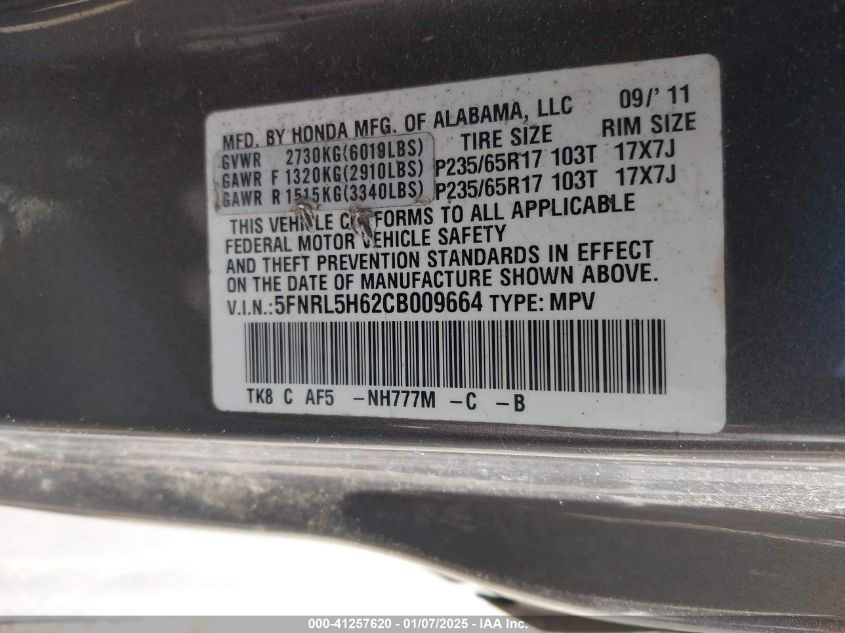 MFD. BY HONDA MFG. OF ALABAMA, LLC 09/'11
GVWR 2730KG(6019LBS) TIRE SIZE RIM SIZE
GAWR F 1320KG(2910LBS) P235/65R17 103T 17X7J
GAWR R 1515KG(3340LBS) P235/65R17 103T 17X7J
THIS VEHICLE CONFORMS TO ALL APPLICABLE
FEDERAL MOTOR VEHICLE SAFETY
AND THEFT PREVENTION STANDARDS IN EFFECT
ON THE DATE OF MANUFACTURE SHOWN ABOVE.
V.I.N.:5FNRL5H62CB009664 TYPE: MPV
TK8 C AF5 -NH777M -C -B
000-41257620 - 01/07/2025 - IAA Inc.